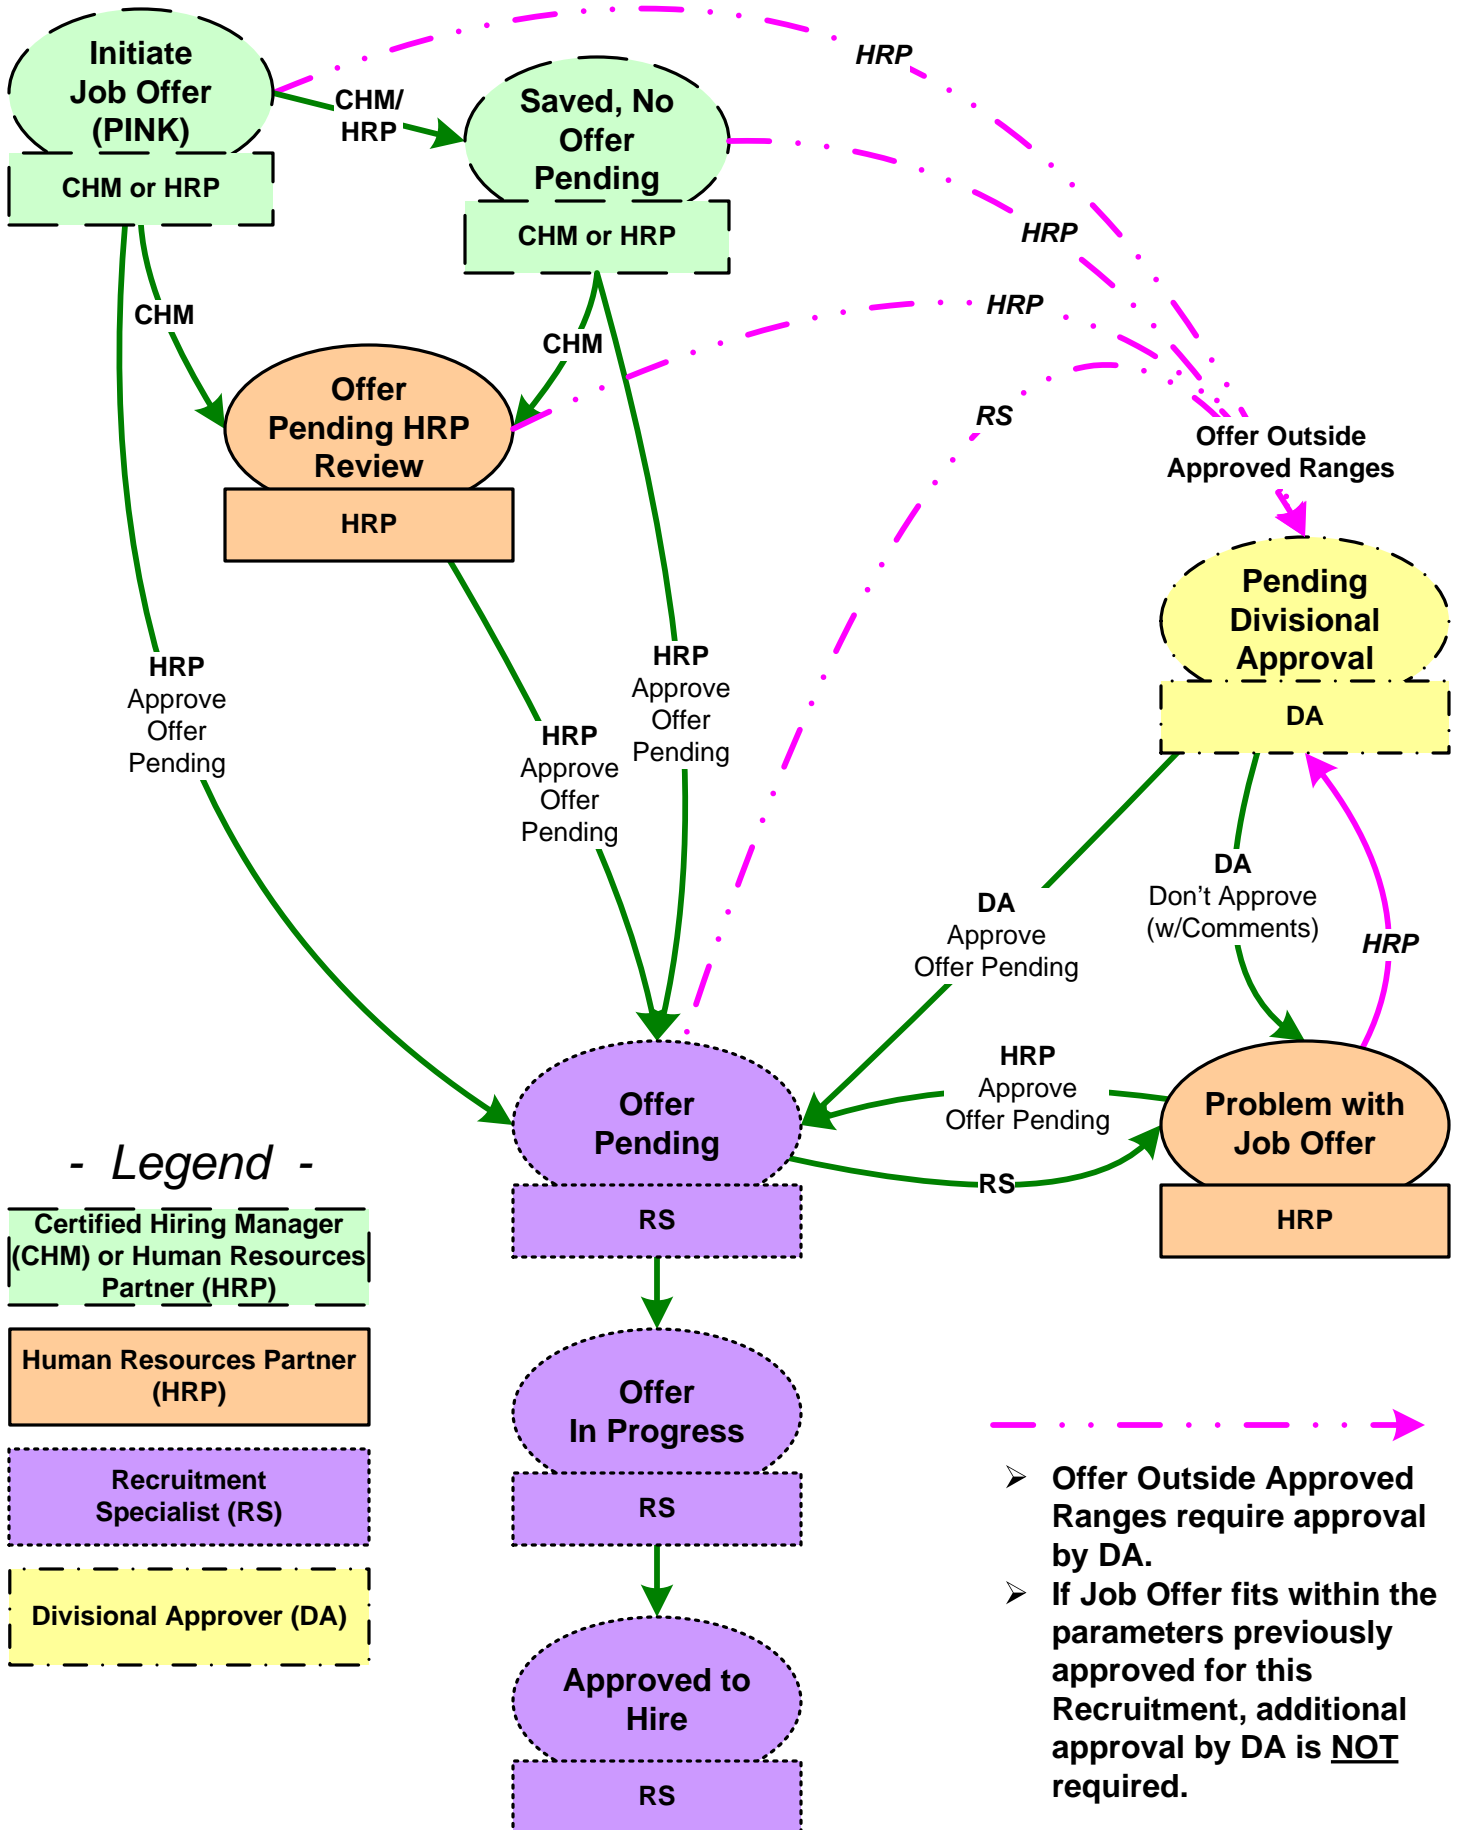 Initiate
Job Offer
(PINK)
CHM or HRP
CHM/
HRP
Saved, No
Offer
Pending
CHM or HRP
HRP
HRP
HRP
RS
CHM
CHM
Offer
Pending HRP
Review
HRP
Offer Outside
Approved Ranges
Pending
Divisional
Approval
DA
HRP
Approve
Offer
Pending
HRP
Approve
Offer
Pending
HRP
Approve
Offer
Pending
DA
Approve
Offer Pending
DA
Don't Approve
(w/Comments)
HRP
HRP
Approve
Offer Pending
RS
Offer
Pending
RS
Problem with
Job Offer
HRP
Offer
In Progress
RS
Approved to
Hire
RS
- Legend -
Certified Hiring Manager
(CHM) or Human Resources
Partner (HRP)
Human Resources Partner
(HRP)
Recruitment
Specialist (RS)
Divisional Approver (DA)
➢ Offer Outside Approved
Ranges require approval
by DA.
➢ If Job Offer fits within the
parameters previously
approved for this
Recruitment, additional
approval by DA is NOT
required.